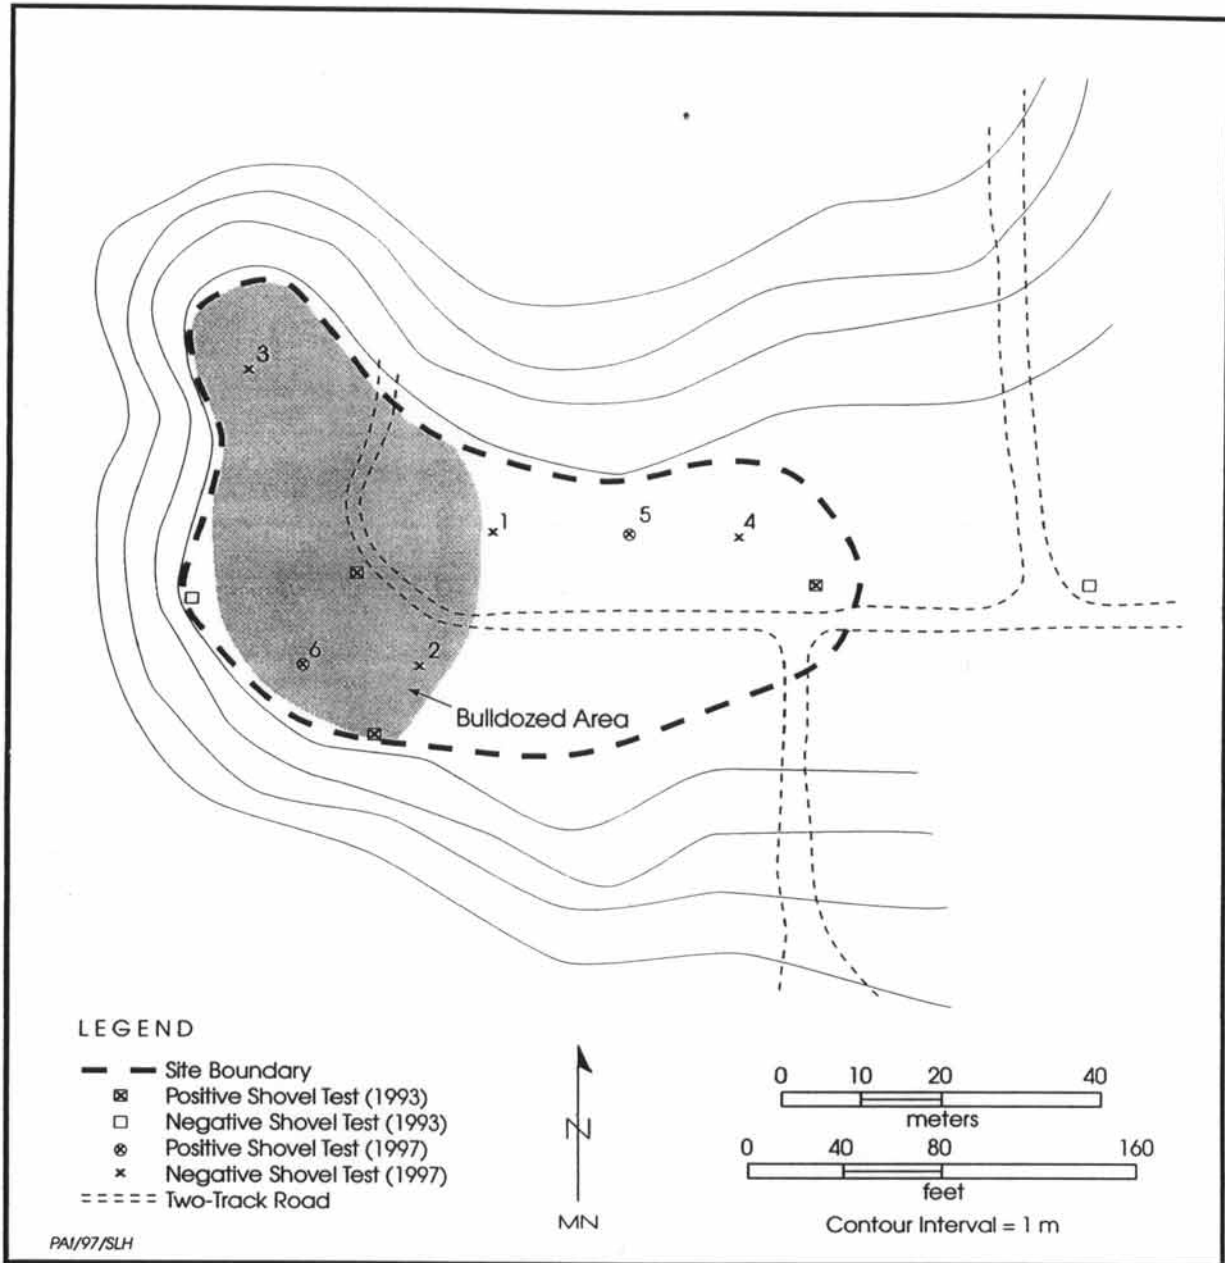 3
1
5
4
6
2
Bulldozed Area
LEGEND
Site Boundary
Positive Shovel Test (1993)
Negative Shovel Test (1993)
Positive Shovel Test (1997)
Negative Shovel Test (1997)
Two-Track Road
N
MN
0 10 20 40
meters
0 40 80 160
feet
Contour Interval = 1 m
PAI/97/SLH